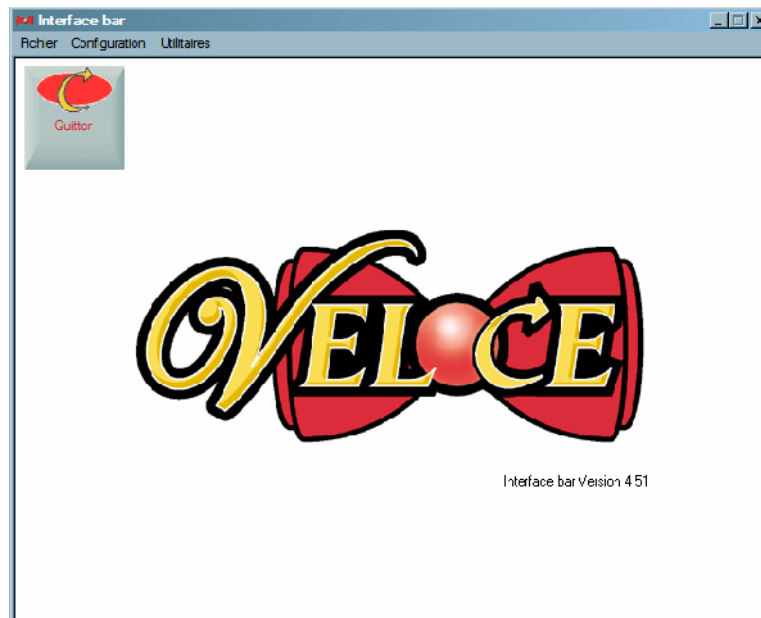 Interface bar
Fichier Configuration Utilitaires
Quitter
VELOCE
Interface bar Version 4.51